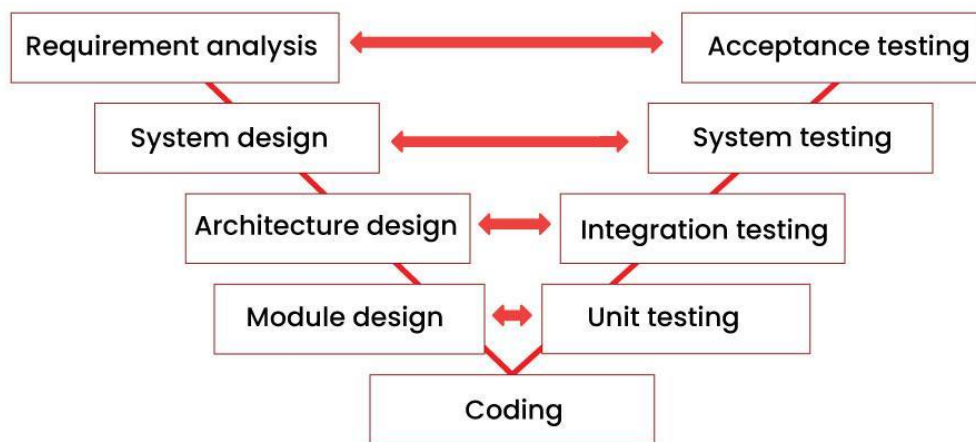 Requirement analysis
Acceptance testing
System design
System testing
Architecture design
Integration testing
Module design
Unit testing
Coding